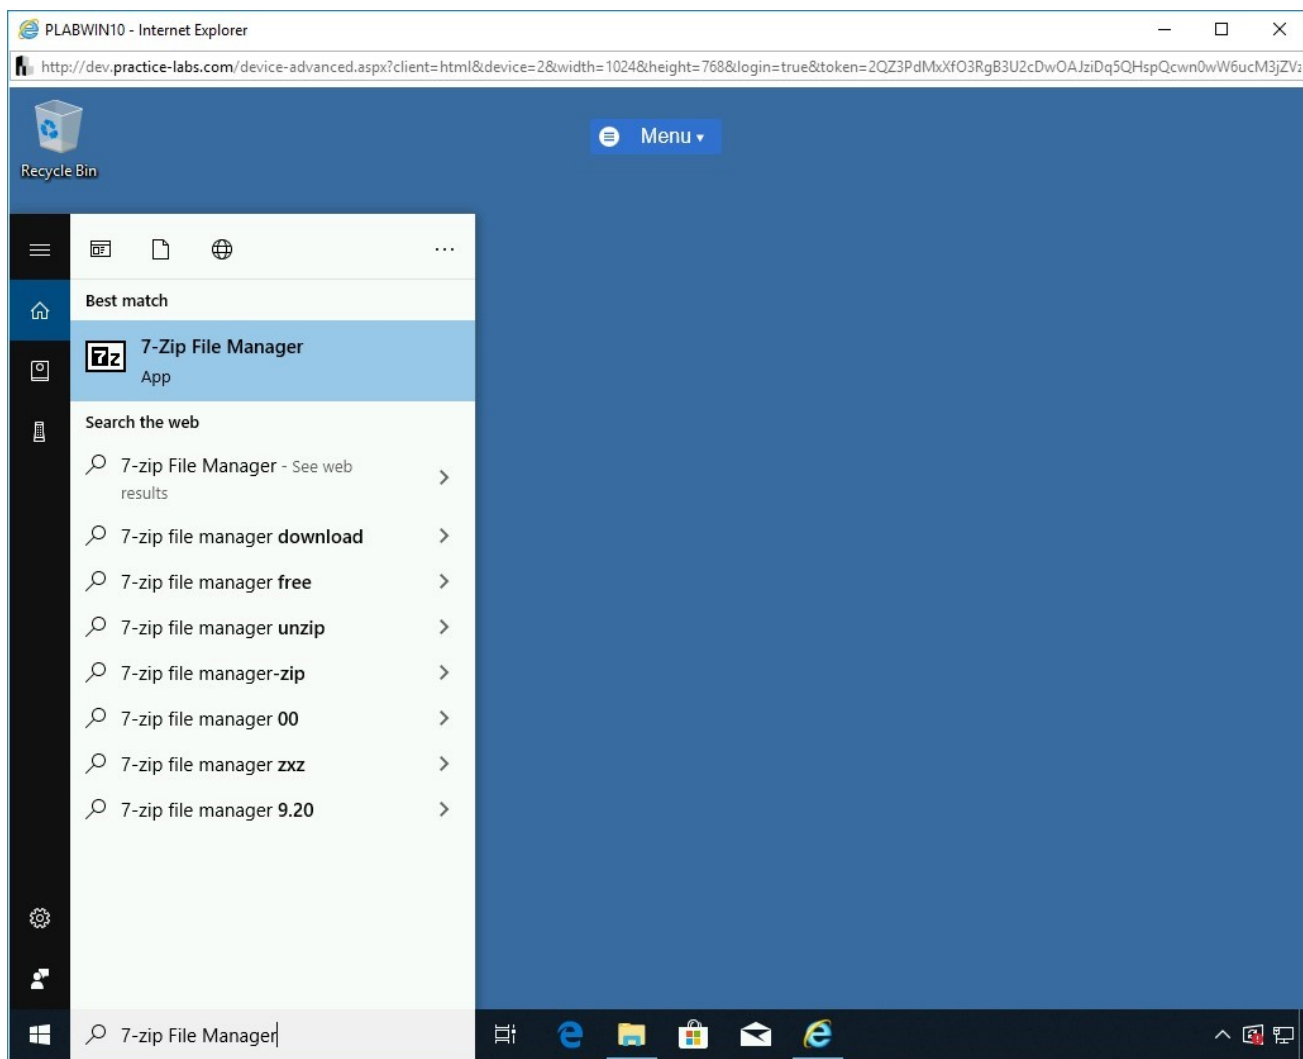 PLABWIN10 - Internet Explorer
http://dev.practice-labs.com/device-advanced.aspx?client=html&device=2&width=1024&height=768&login=true&token=2QZ3PdMxXfO3RgB3U2cDwOAJziDq5QHspQcwn0wW6ucM3jZVz
Menu
Recycle Bin
Best match
7z
7-Zip File Manager
App
Search the web
7-zip File Manager - See web
results
7-zip file manager download
7-zip file manager free
7-zip file manager unzip
7-zip file manager-zip
7-zip file manager 00
7-zip file manager zxz
7-zip file manager 9.20
7-zip File Manager